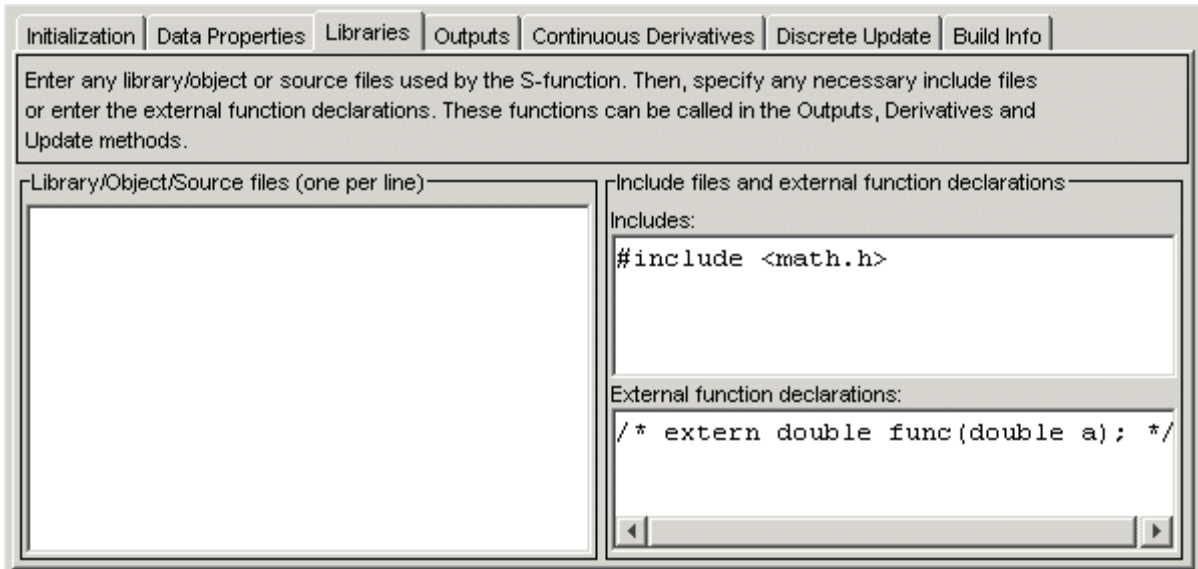 Initialization Data Properties Libraries Outputs Continuous Derivatives Discrete Update Build Info
Enter any library/object or source files used by the S-function. Then, specify any necessary include files
or enter the external function declarations. These functions can be called in the Outputs, Derivatives and
Update methods.
Library/Object/Source files (one per line)
Include files and external function declarations
Includes:
#include <math.h>
External function declarations:
/* extern double func(double a); */